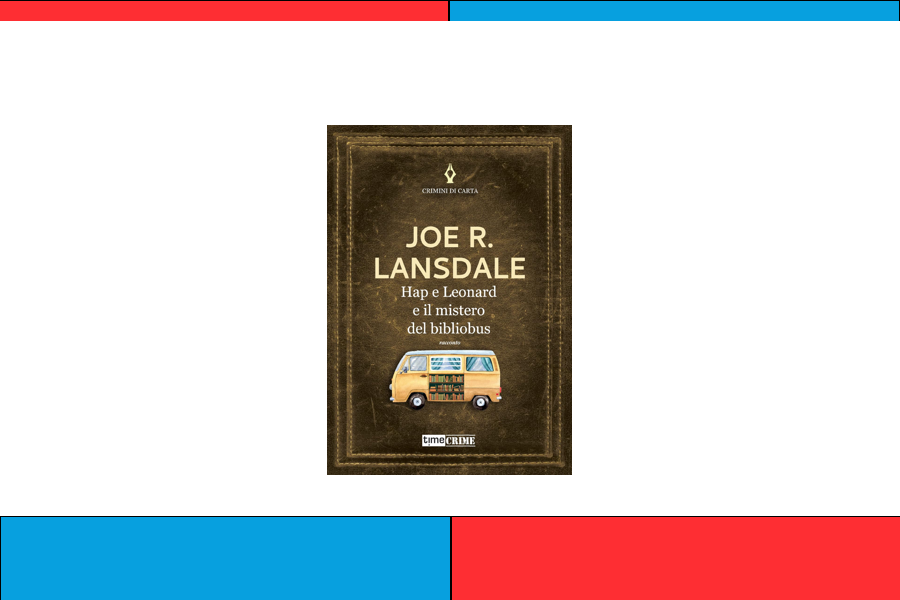 CRIMINI DI CARTA
JOE R.
LANSDALE
Hap e Leonard
e il mistero
del bibliobus
racconto
time CRIME